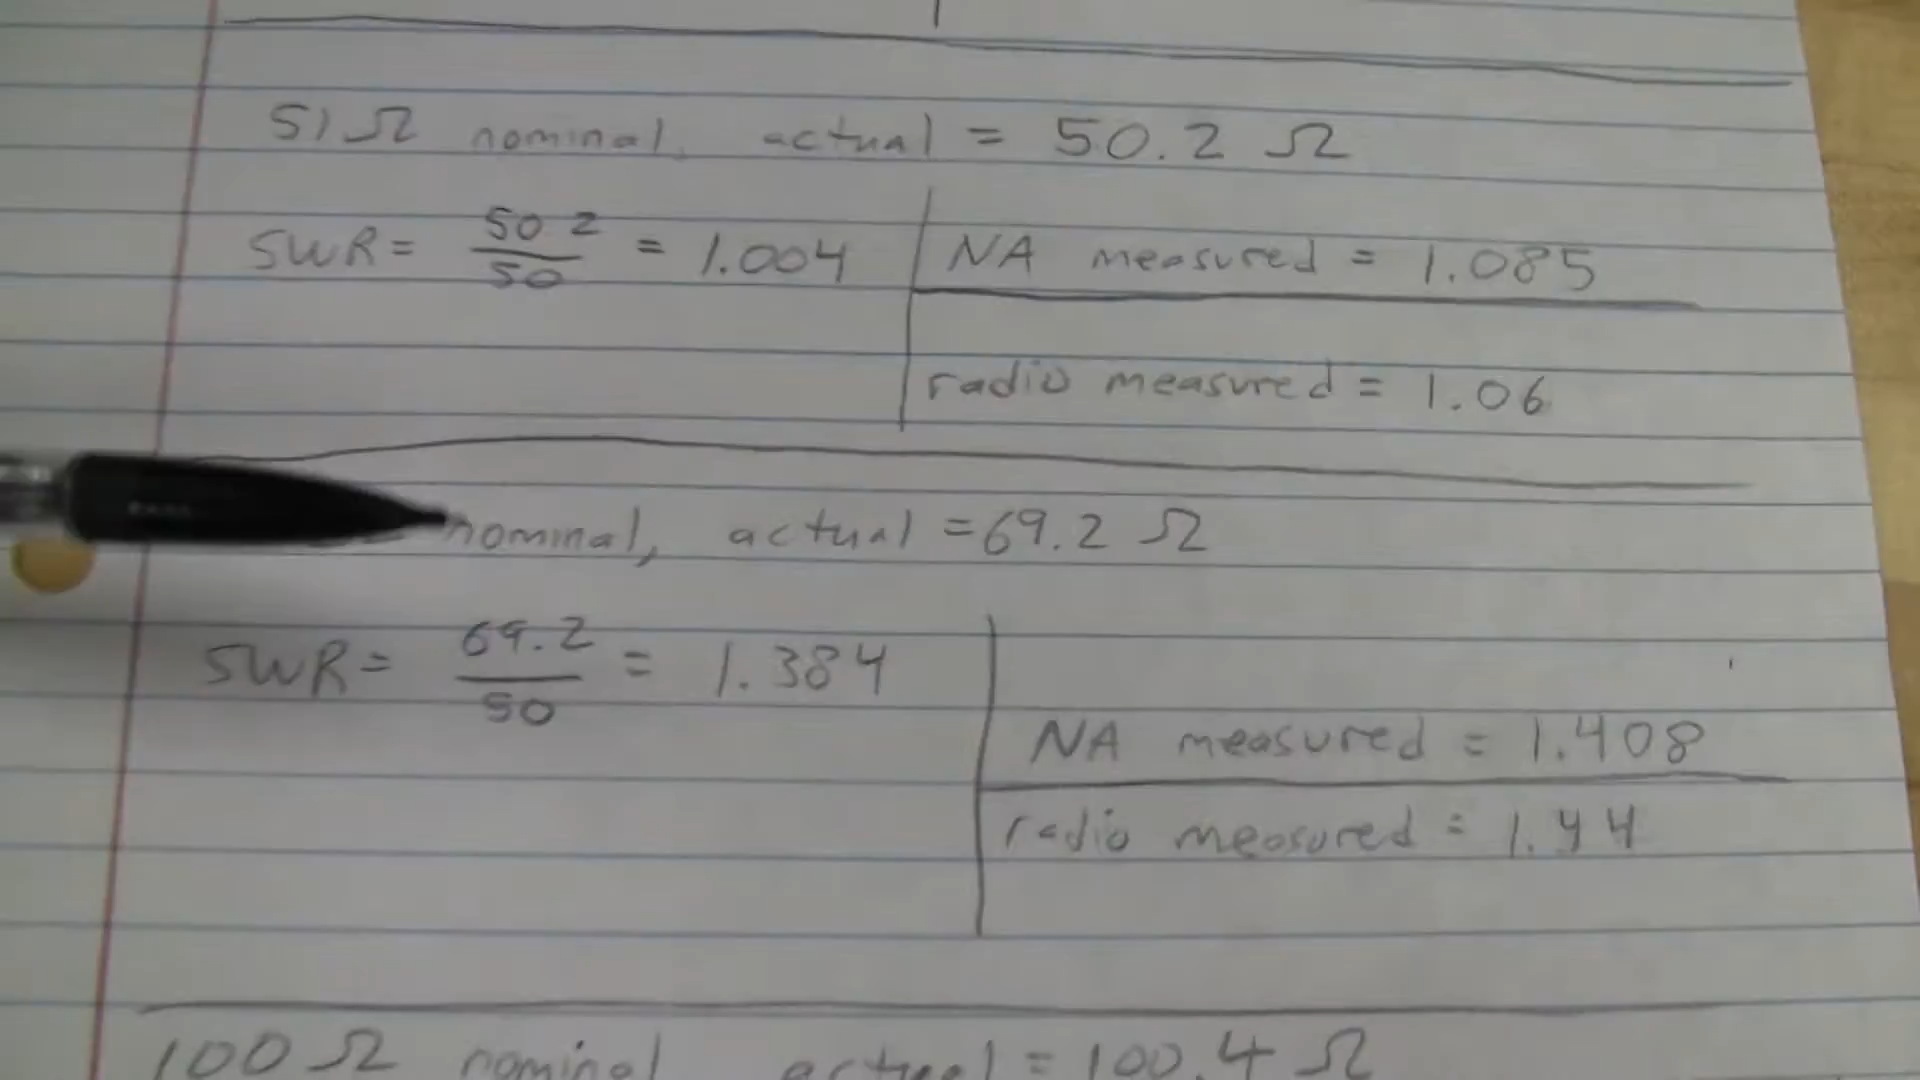 51Ω nominal, actual = 50.2 Ω
SWR = 50.2/50 = 1.004
NA measured = 1.085
radio measured = 1.06
nominal, actual = 69.2 Ω
SWR = 69.2/50 = 1.384
NA measured = 1.408
radio measured = 1.44
100Ω nominal actual = 100.4 Ω